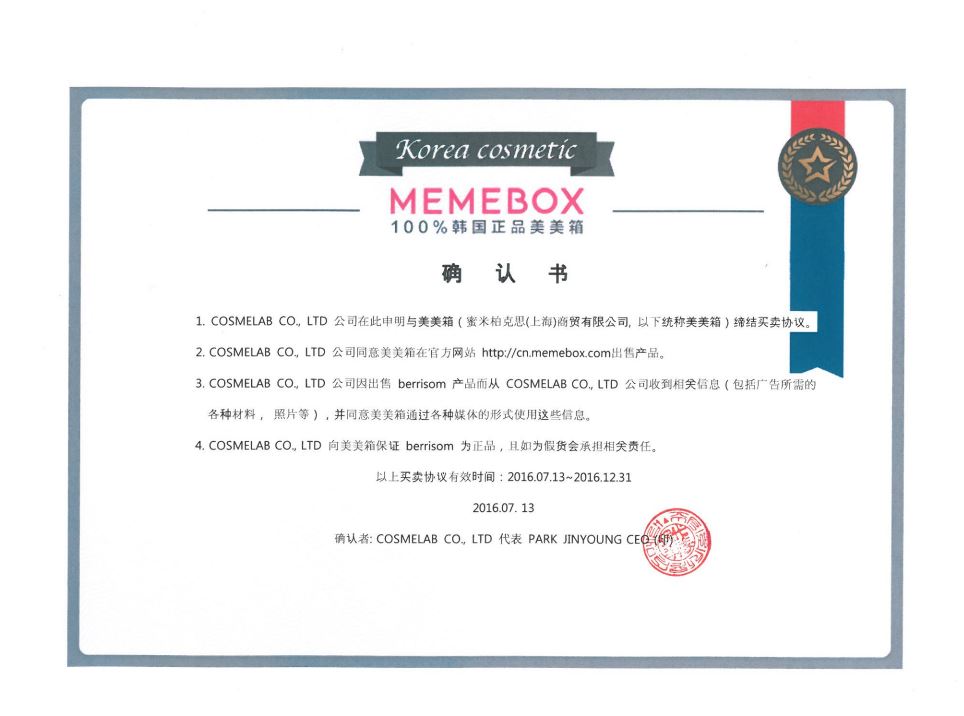 Korea cosmetic
MEMEBOX
100%韩国正品美美箱
确 认 书
1. COSMELAB CO., LTD 公司在此申明与美美箱（蜜米柏克思(上海)商贸有限公司, 以下统称美美箱）缔结买卖协议。
2. COSMELAB CO., LTD 公司同意美美箱在官方网站 http://cn.memebox.com出售产品。
3. COSMELAB CO., LTD 公司因出售 berrisom 产品而从 COSMELAB CO., LTD 公司收到相关信息（包括广告所需的
各种材料， 照片等），并同意美美箱通过各种媒体的形式使用这些信息。
4. COSMELAB CO., LTD 向美美箱保证 berrisom 为正品，且如为假货会承担相关责任。
以上买卖协议有效时间：2016.07.13~2016.12.31
2016.07. 13
确认者: COSMELAB CO., LTD 代表 PARK JINYOUNG CEO (印)